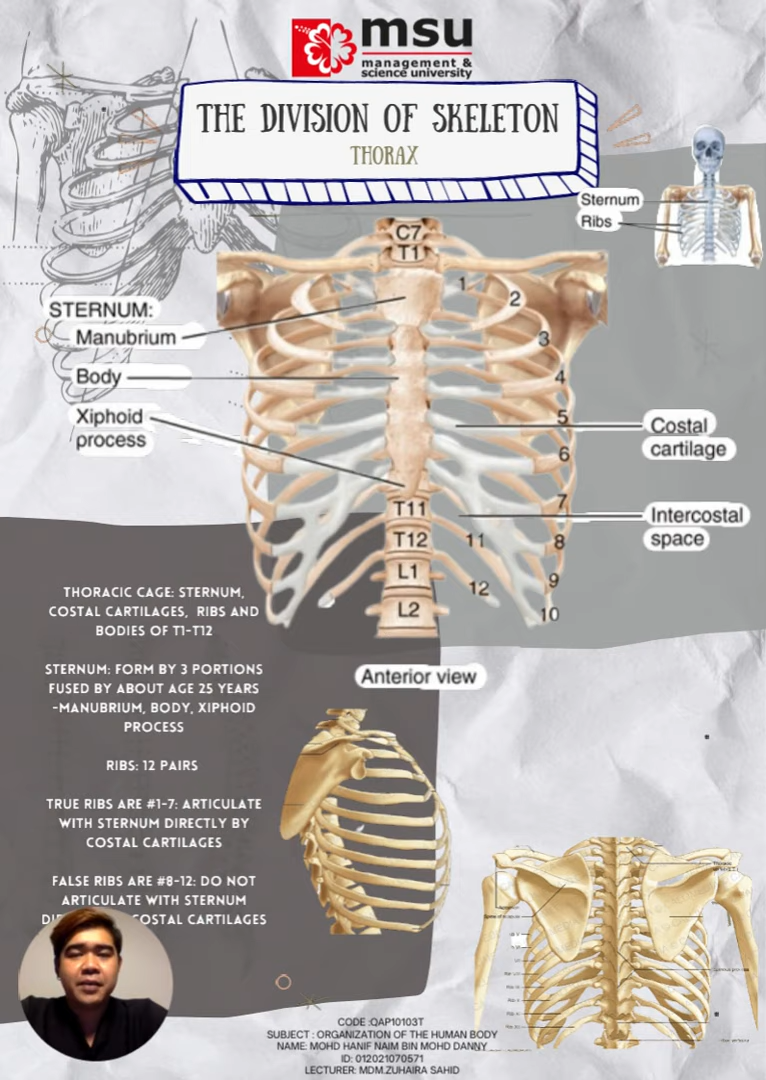 msu
management &
science university
THE DIVISION OF SKELETON
THORAX
Sternum
Ribs
C7
T1
1
2
3
4
5
6
7
8
9
10
11
12
STERNUM:
Manubrium
Body
Xiphoid
process
Costal
cartilage
Intercostal
space
T11
T12
L1
L2
Anterior view
THORACIC CAGE: STERNUM,
COSTAL CARTILAGES, RIBS AND
BODIES OF T1-T12
STERNUM: FORM BY 3 PORTIONS
FUSED BY ABOUT AGE 25 YEARS
-MANUBRIUM, BODY, XIPHOID
PROCESS
RIBS: 12 PAIRS
TRUE RIBS ARE #1-7: ARTICULATE
WITH STERNUM DIRECTLY BY
COSTAL CARTILAGES
FALSE RIBS ARE #8-12: DO NOT
ARTICULATE WITH STERNUM
COSTAL CARTILAGES
CODE :QAP10103T
SUBJECT : ORGANIZATION OF THE HUMAN BODY
NAME: MOHD HANIF NAIM BIN MOHD DANNY
ID: 012021070571
LECTURER: MDM.ZUHAIRA SAHID